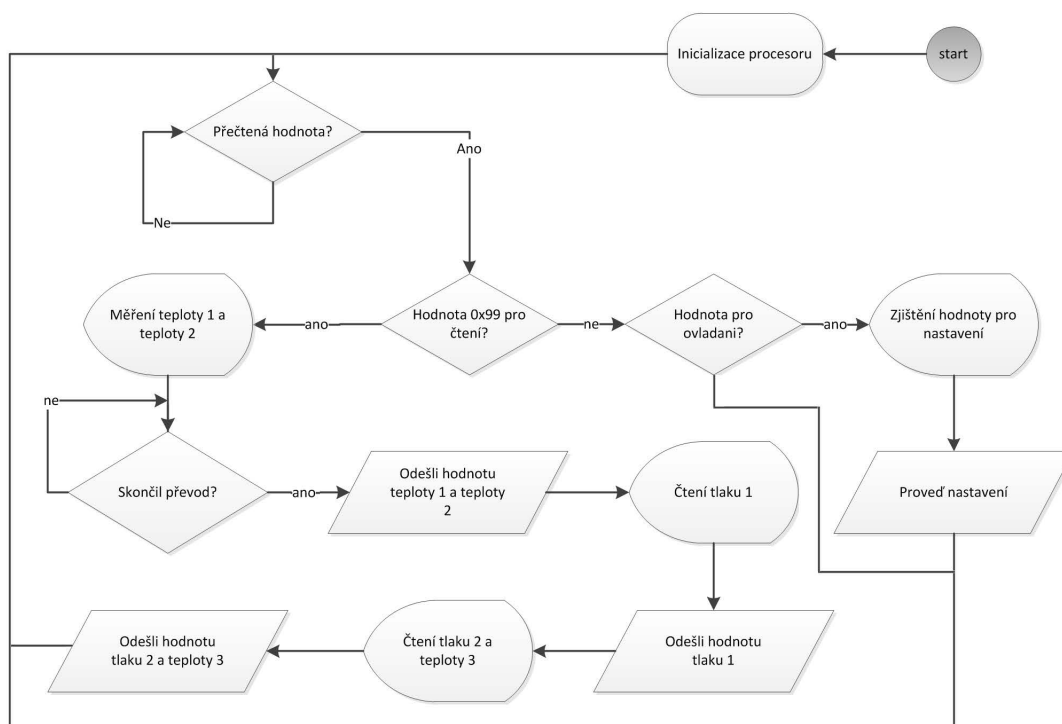 start
Inicializace procesoru
Přečtená hodnota?
Ano
Ne
Hodnota 0x99 pro
čtení?
ano
Měření teploty 1 a
teploty 2
ne
Hodnota pro
ovladani?
ano
Zjištění hodnoty pro
nastavení
Proveď nastavení
ne
Skončil převod?
ano
Odešli hodnotu
teploty 1 a teploty
2
Čtení tlaku 1
Odešli hodnotu
tlaku 1
Čtení tlaku 2 a
teploty 3
Odešli hodnotu
tlaku 2 a teploty 3